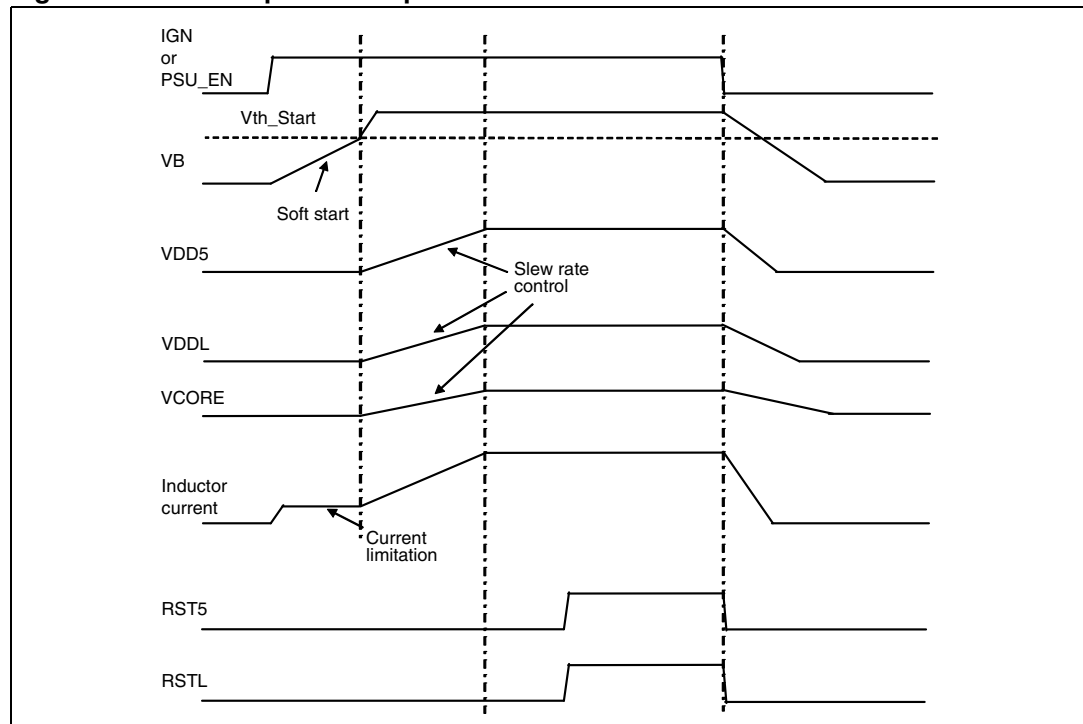 IGN
or
PSU_EN
Vth_Start
VB
Soft start
VDD5
Slew rate
control
VDDL
VCORE
Inductor
current
Current
limitation
RST5
RSTL